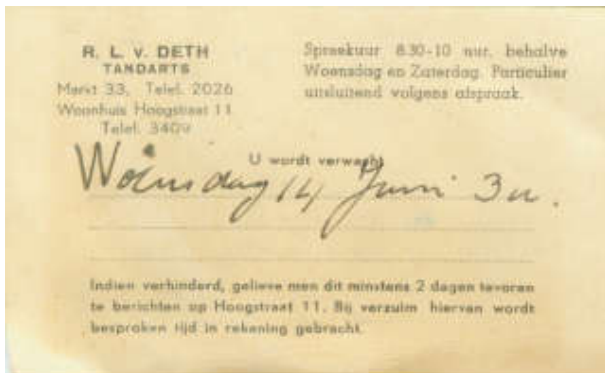 R. L. v. DETH
TANDARTS
Markt 33, Telef. 2026
Woonhuis Hoogstraat 11
Telef. 3409
Spreekuur 8.30-10 uur, behalve
Woensdag en Zaterdag. Particulier
uitsluitend volgens afspraak.
U wordt verwacht
Woensdag 14 Juni 3 u.
Indien verhinderd, gelieve men dit minstens 2 dagen tevoren
te berichten op Hoogstraat 11. Bij verzuim hiervan wordt
besproken tijd in rekening gebracht.